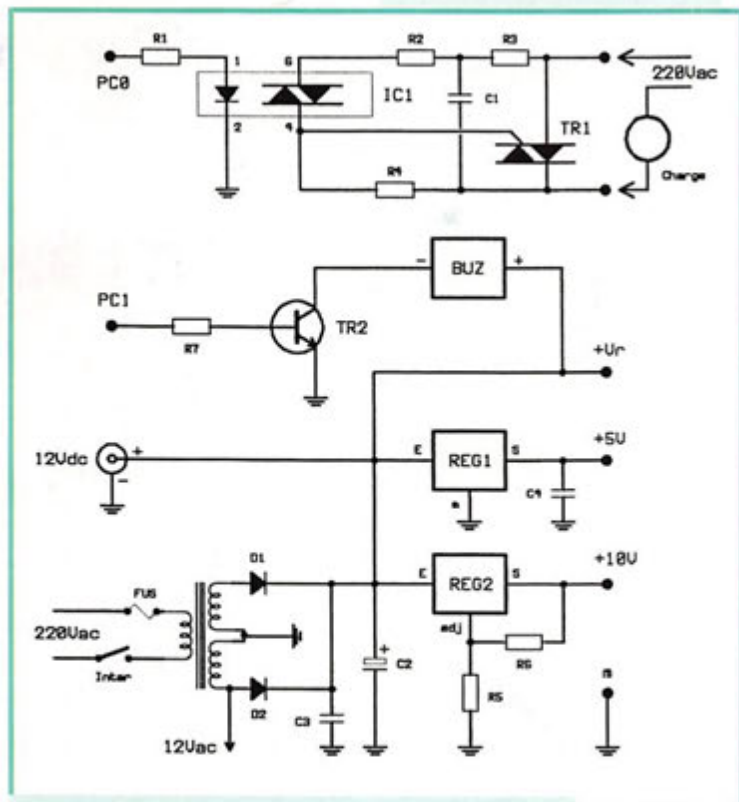 R1
R2
R3
PC0
1
6
220Vac
IC1
C1
2
4
TR1
R4
Charge
- BUZ +
PC1
TR2
R7
+Vr
+5V
12Vdc
+
-
E REG1 S
m
C4
+10V
D1
E REG2 S
FUS
220Vac
adj
R6
+
C2
Inter
R5
m
D2
C3
12Vac